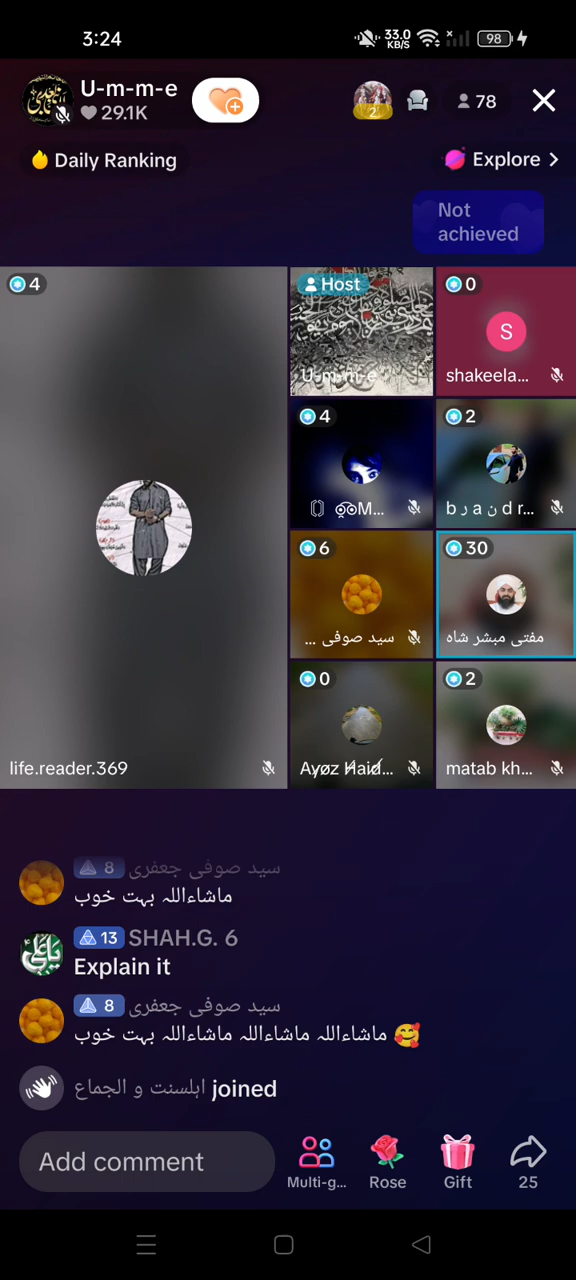 3:24
33.0
KB/S
98
U-m-m-e
29.1K
2
78
Daily Ranking
Explore >
Not
achieved
4
Host
U-m-m-e
0
S
shakeela...
4
M...
2
b ر a ن d r...
6
سید صوفی ...
30
مفتی مبشر شاہ
0
Ayøz Haiø...
2
matab kh...
life.reader.369
8 سید صوفی جعفری
ماشاءاللہ بہت خوب
13 SHAH.G. 6
Explain it
8 سید صوفی جعفری
ماشاءاللہ ماشاءاللہ ماشاءاللہ بہت خوب 🥰
اہلسنت و الجماع joined
Add comment
Multi-g...
Rose
Gift
25